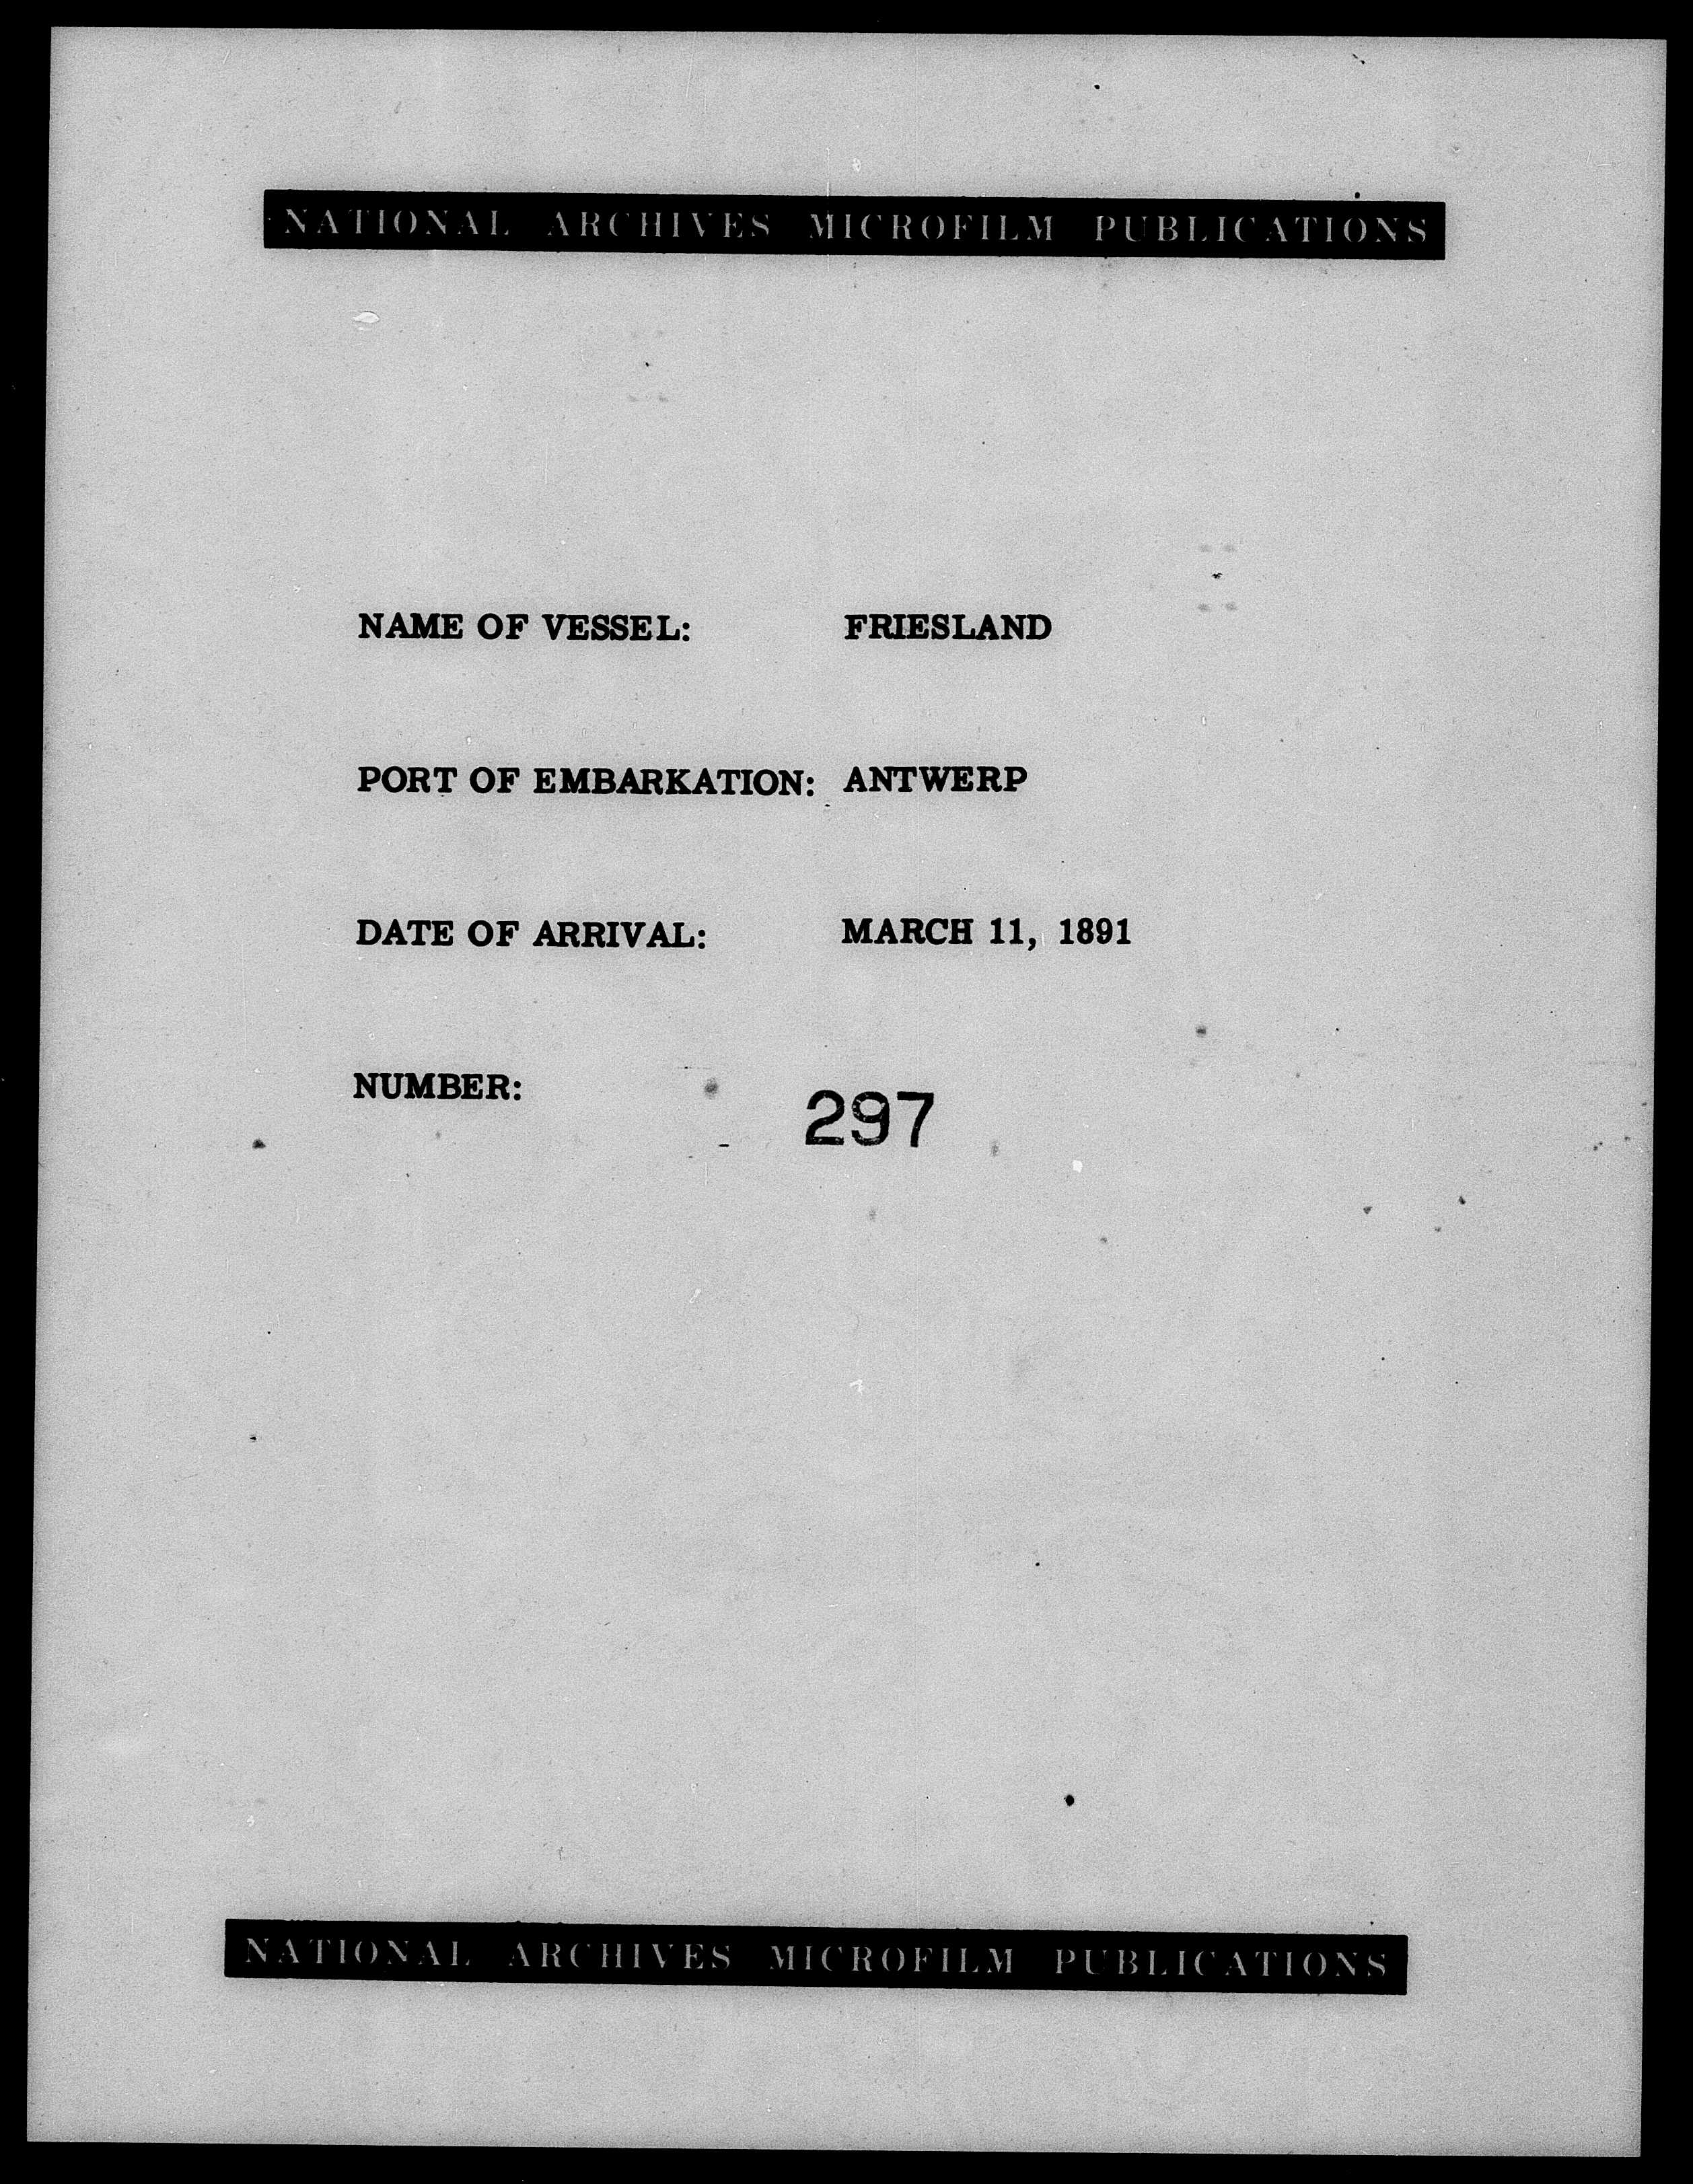 NATIONAL ARCHIVES MICROFILM PUBLICATIONS
NAME OF VESSEL: FRIESLAND
PORT OF EMBARKATION: ANTWERP
DATE OF ARRIVAL: MARCH 11, 1891
NUMBER: 297
NATIONAL ARCHIVES MICROFILM PUBLICATIONS